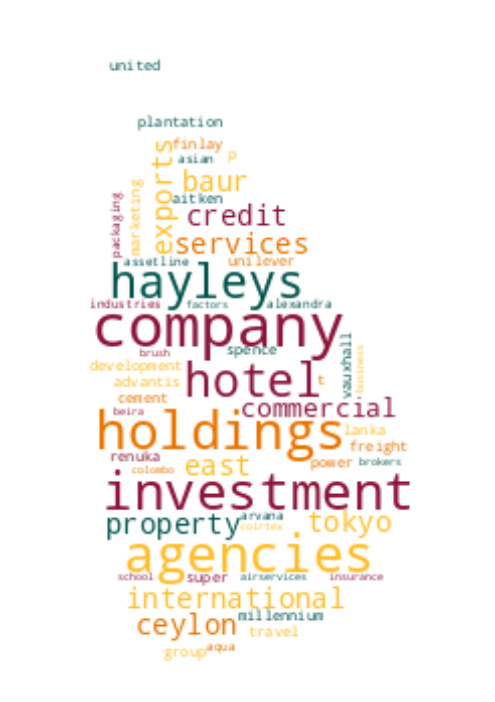 united
plantation
exports
finlay
asian
p
baur
marketing
packaging
aitken
credit
services
assetline
unilever
hayleys
industries
factors
alexandra
company
brush
spence
vauxhall
business
development
advantis
hotel
t
cement
beira
commercial
holdings
lanka
freight
renuka
colombo
east
power
brokers
investment
property
arvana
coirtex
tokyo
agencies
school
super
airservices
insurance
international
ceylon
millennium
travel
group
aqua